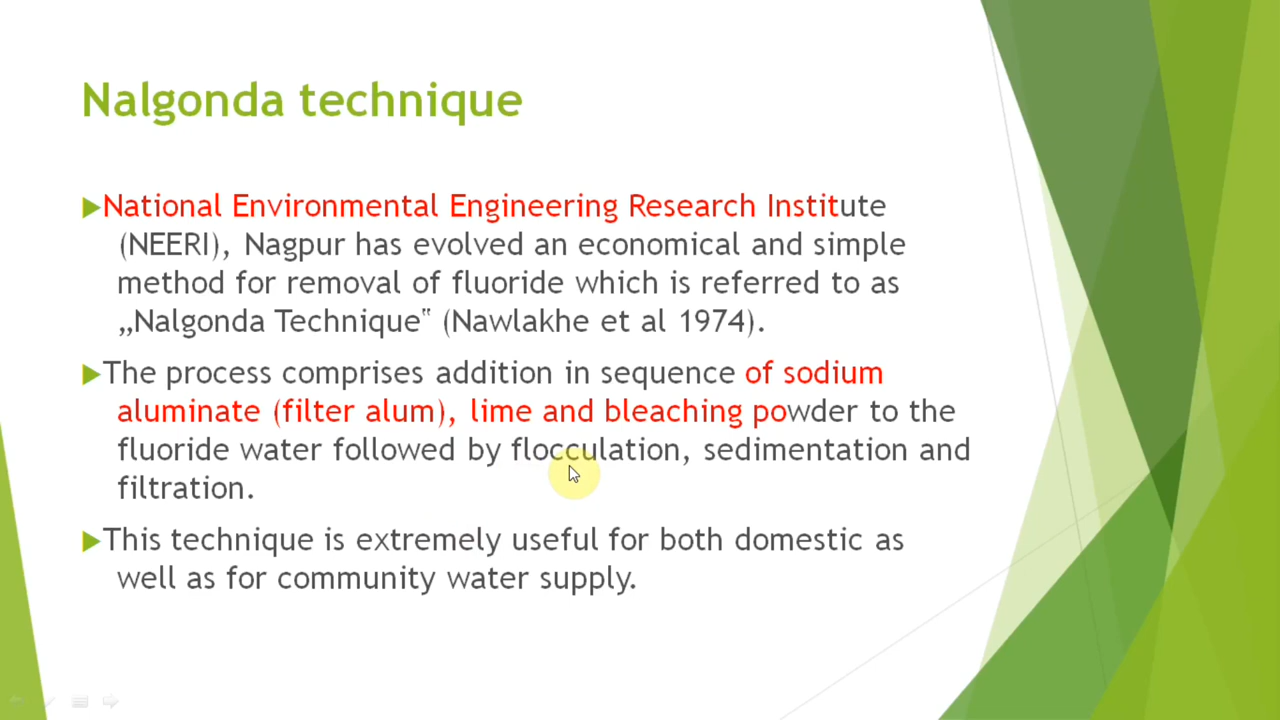 Nalgonda technique
National Environmental Engineering Research Institute
(NEERI), Nagpur has evolved an economical and simple
method for removal of fluoride which is referred to as
„Nalgonda Technique‟ (Nawlakhe et al 1974).
The process comprises addition in sequence of sodium
aluminate (filter alum), lime and bleaching powder to the
fluoride water followed by flocculation, sedimentation and
filtration.
This technique is extremely useful for both domestic as
well as for community water supply.